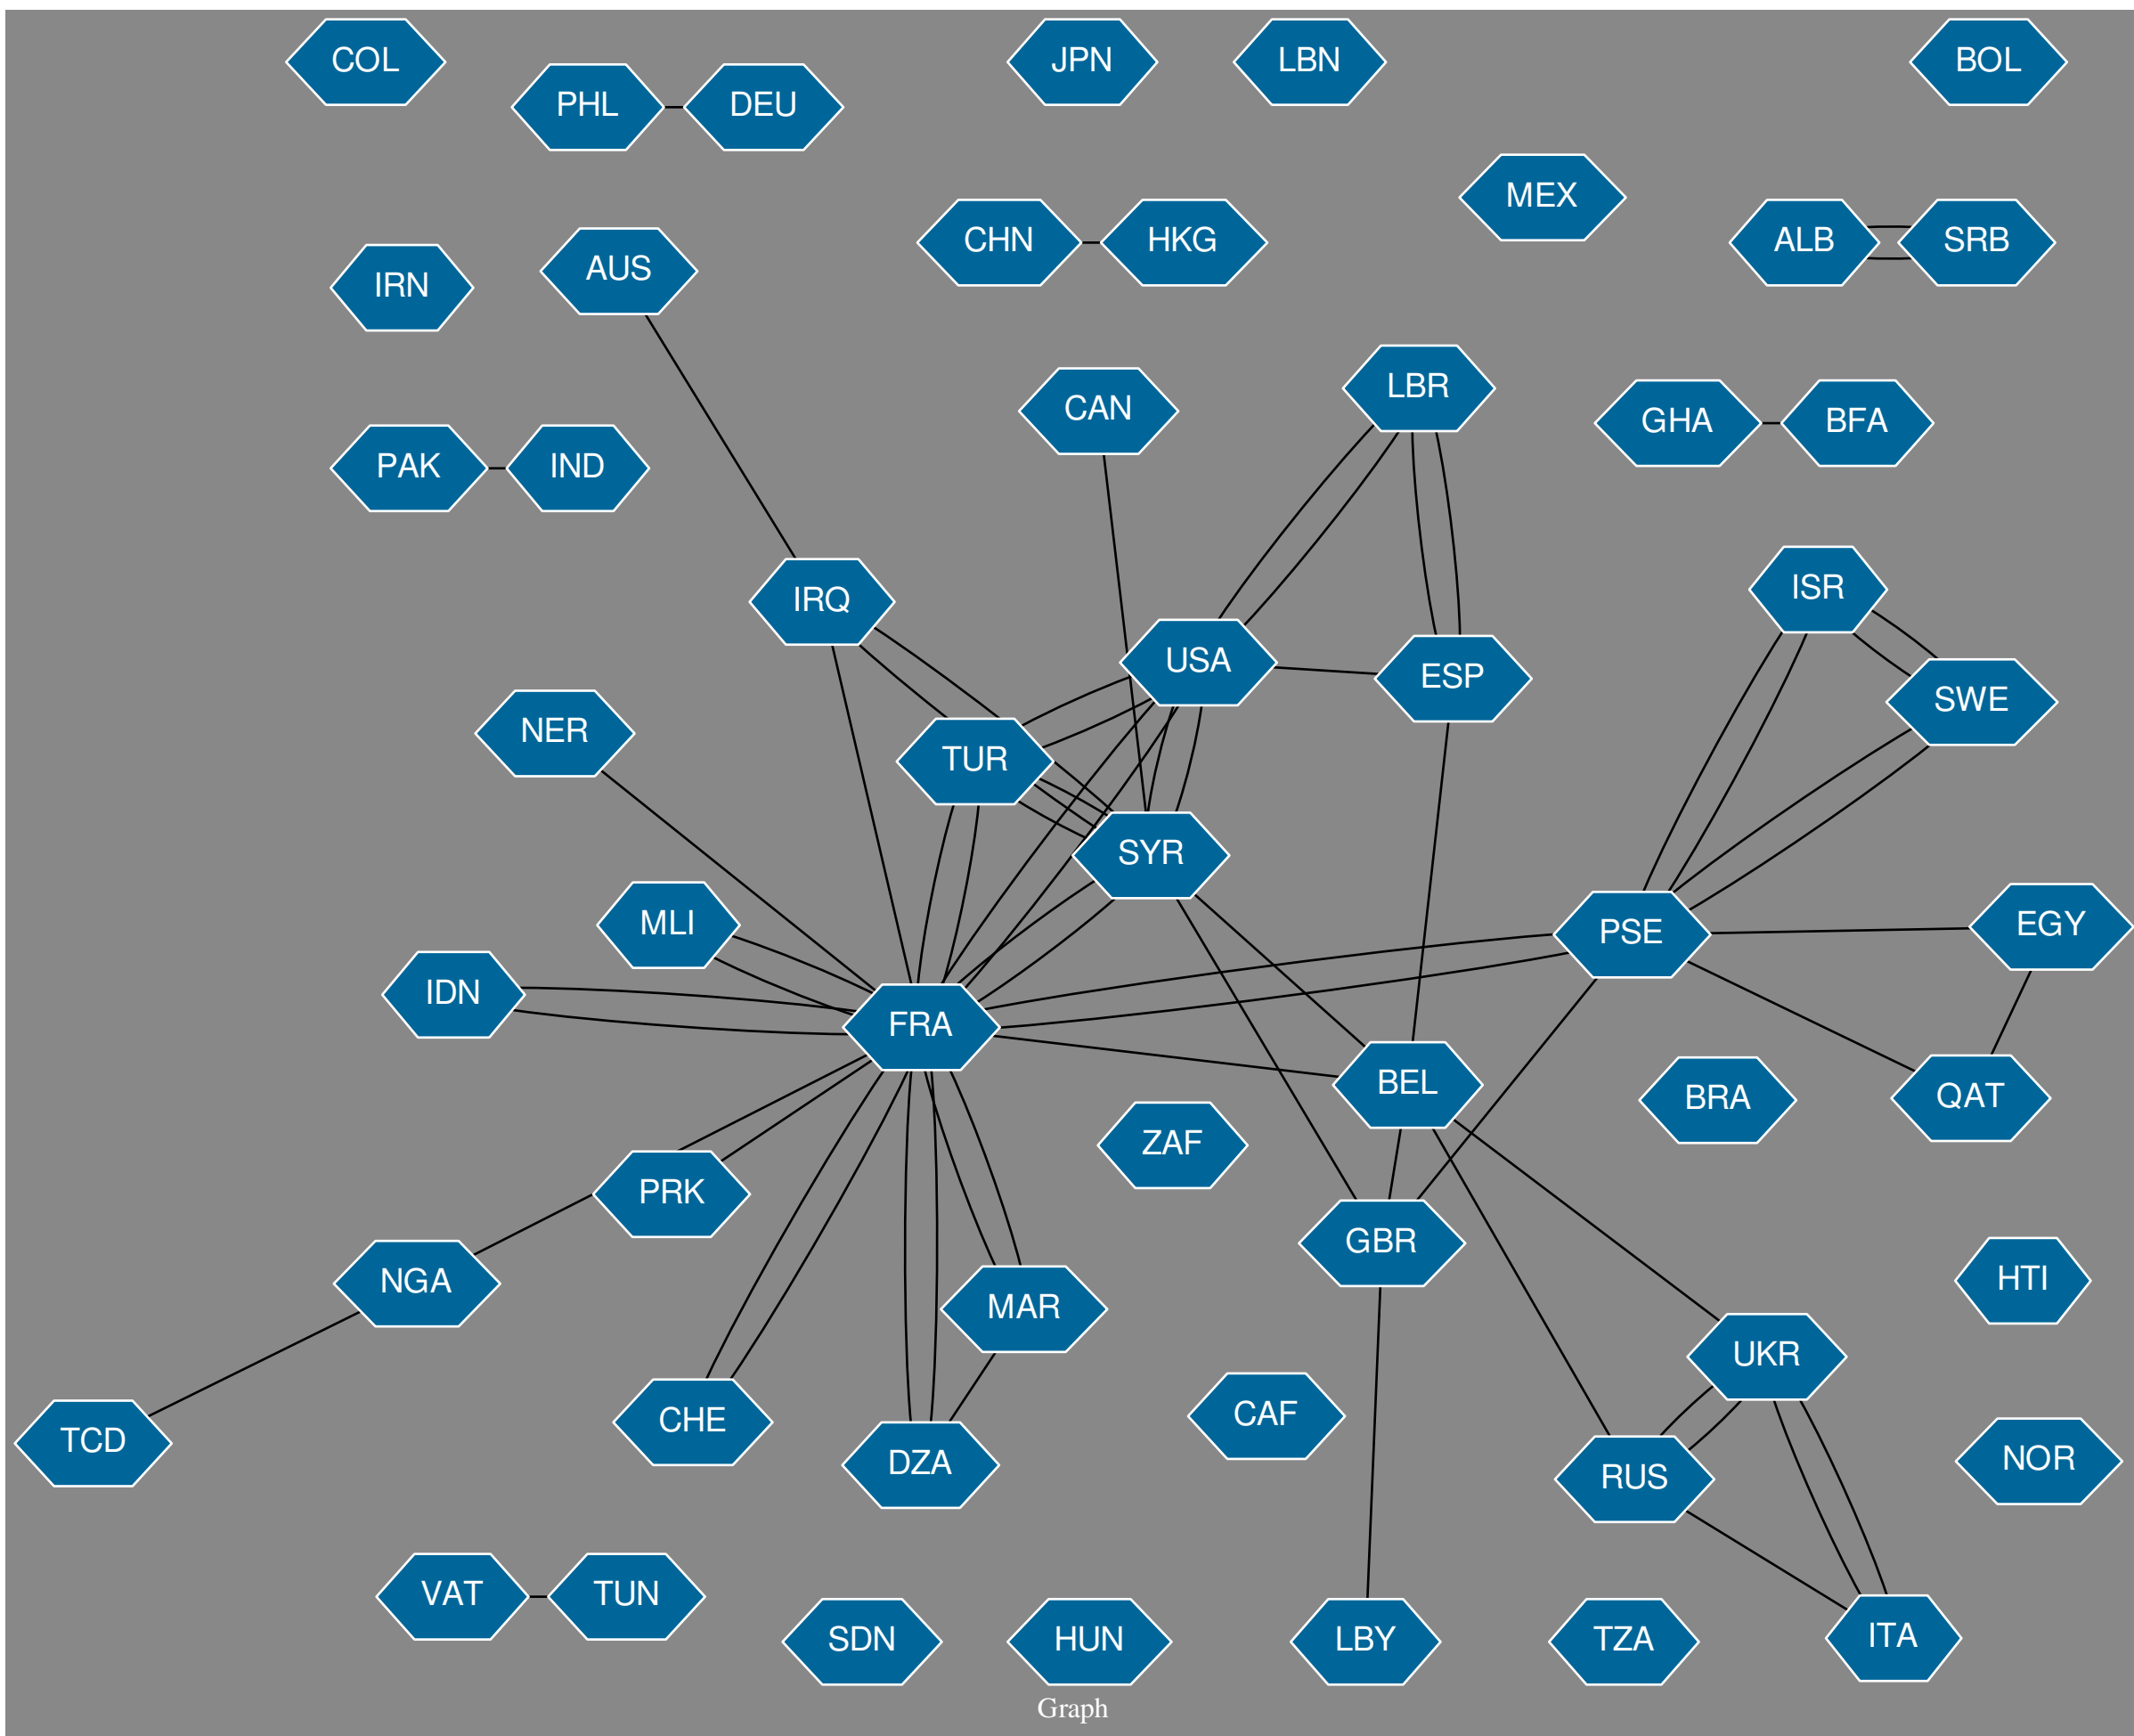 COL
JPN
LBN
BOL
PHL
DEU
MEX
CHN
HKG
ALB
SRB
AUS
IRN
LBR
CAN
GHA
BFA
PAK
IND
ISR
IRQ
USA
ESP
SWE
NER
TUR
SYR
MLI
PSE
EGY
IDN
FRA
BEL
BRA
QAT
ZAF
PRK
GBR
NGA
HTI
MAR
UKR
CAF
CHE
TCD
DZA
NOR
RUS
VAT
TUN
SDN
HUN
LBY
TZA
ITA
Graph